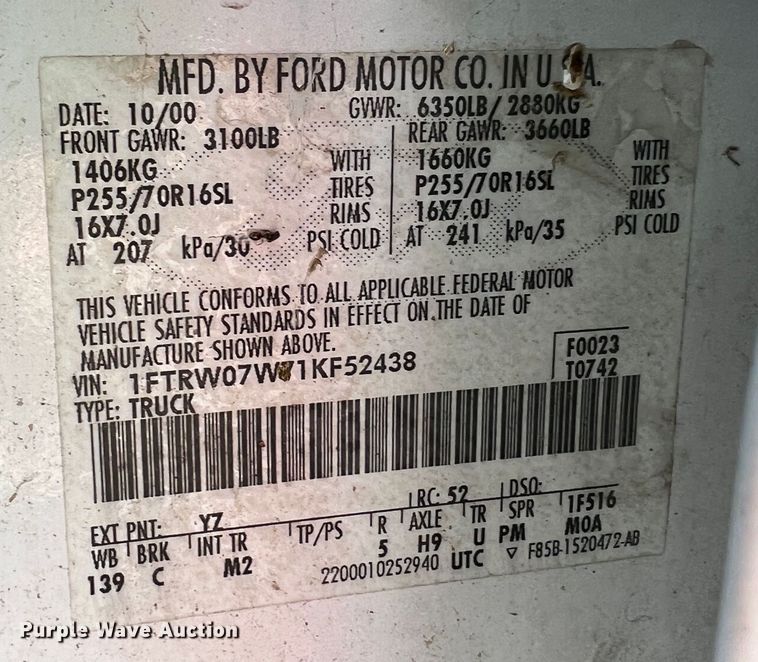 MFD. BY FORD MOTOR CO. IN U.S.A.
DATE: 10/00 GVWR: 6350LB/ 2880KG
FRONT GAWR: 3100LB REAR GAWR: 3660LB
1406KG WITH 1660KG WITH
P255/70R16SL TIRES P255/70R16SL TIRES
16X7.0J RIMS 16X7.0J RIMS
AT 207 kPa/30 PSI COLD AT 241 kPa/35 PSI COLD
THIS VEHICLE CONFORMS TO ALL APPLICABLE FEDERAL MOTOR
VEHICLE SAFETY STANDARDS IN EFFECT ON THE DATE OF
MANUFACTURE SHOWN ABOVE.
VIN: 1FTRW07W71KF52438 F0023
TYPE: TRUCK T0742
EXT PNT: YZ RC: 52 DSO:
WB BRK INT TR TP/PS R AXLE TR SPR 1F516
139 C M2 5 H9 U PM M0A
2200010252940 UTC ▽ F85B-1520472-AB
Purple Wave Auction